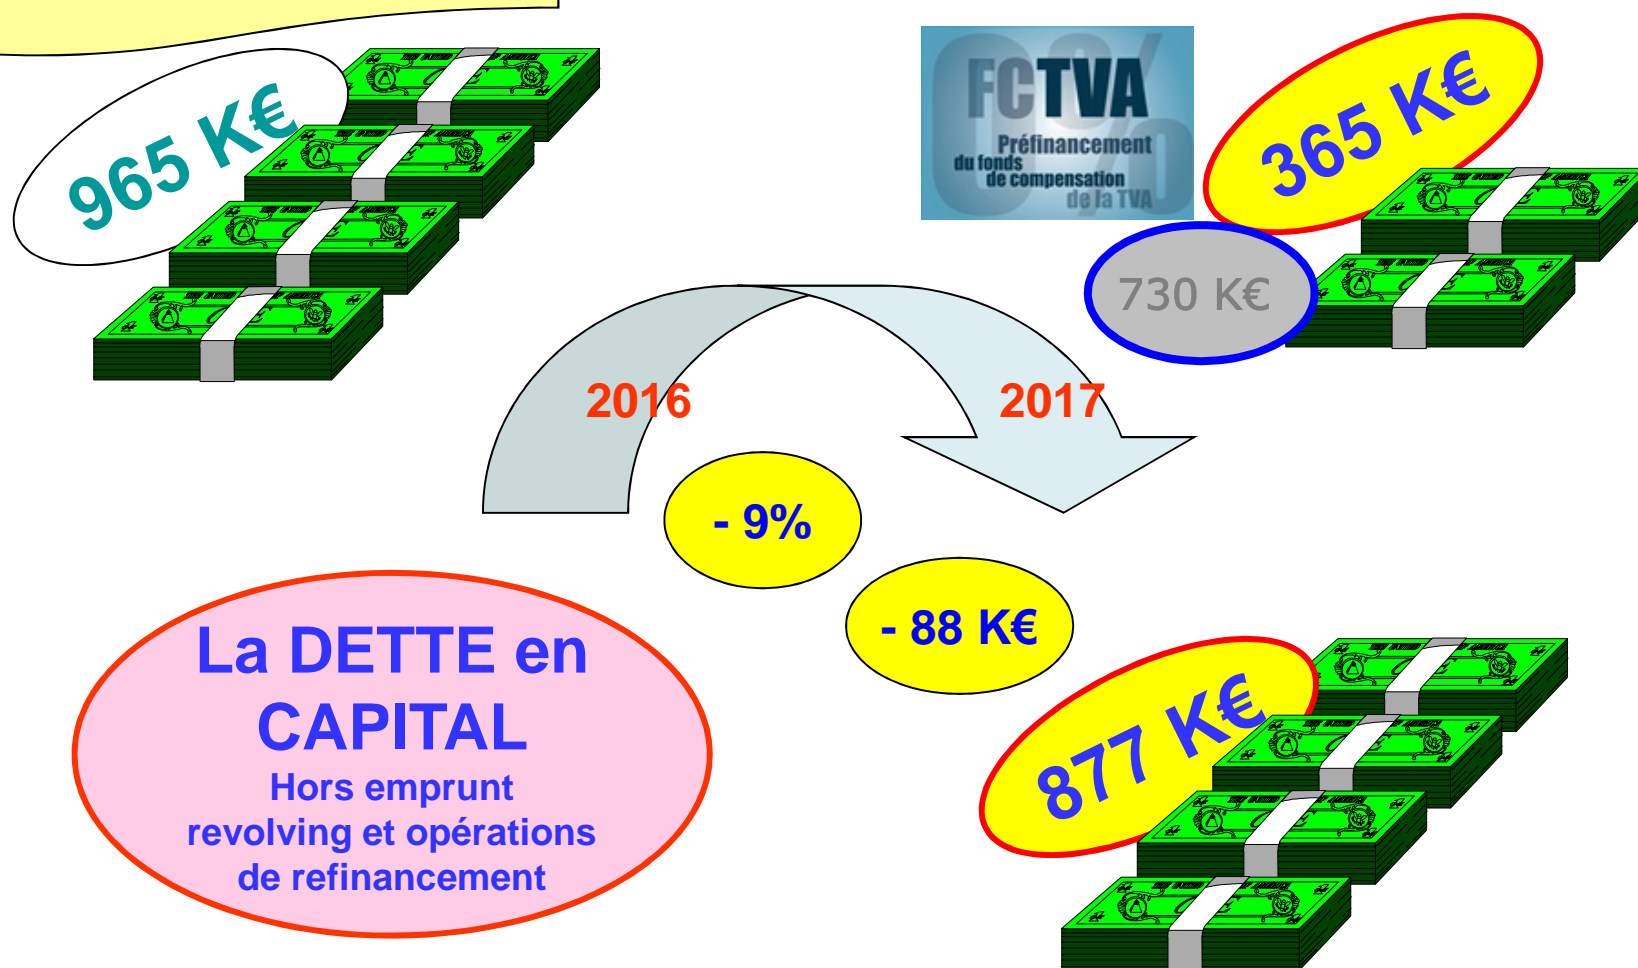 965 K€
FCTVA
Préfinancement
du fonds
de compensation
de la TVA
365 K€
730 K€
2016
2017
- 9%
- 88 K€
La DETTE en
CAPITAL
Hors emprunt
revolving et opérations
de refinancement
877 K€